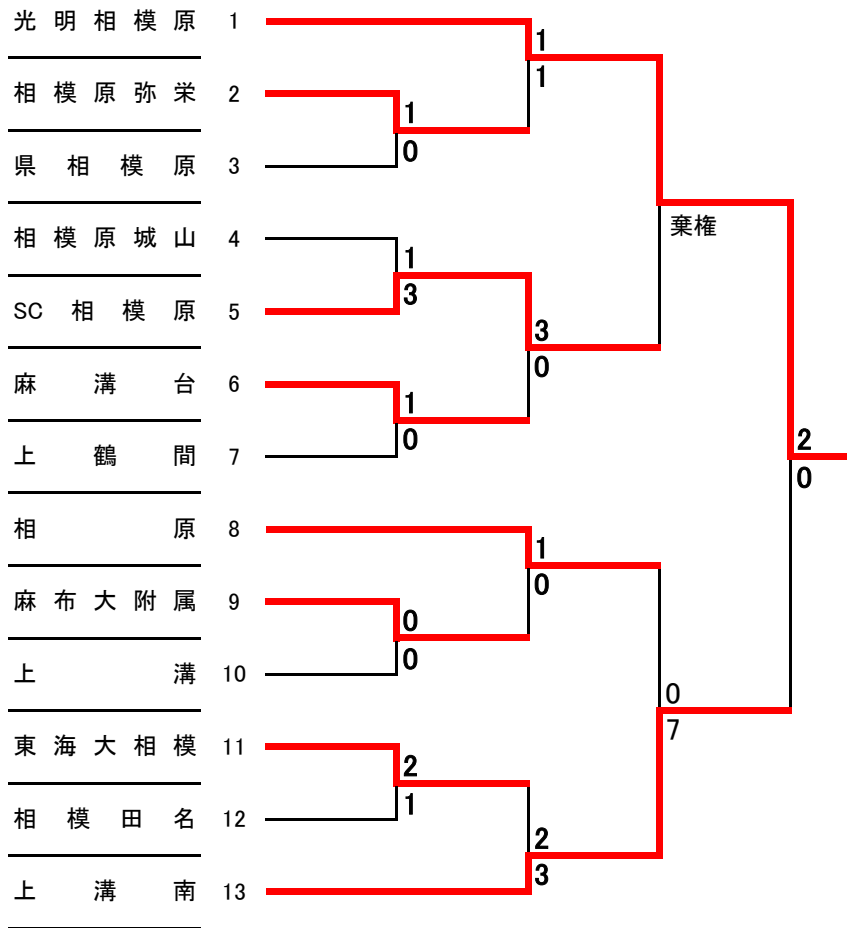 光明相模原 1
相模原弥栄 2
県相模原 3
相模原城山 4
SC相模原 5
麻溝台 6
上鶴間 7
相原 8
麻布大附属 9
上溝 10
東海大相模 11
相模田名 12
上溝南 13
1
0
1
3
1
0
0
0
2
1
1
1
3
0
1
0
2
3
棄権
0
7
2
0